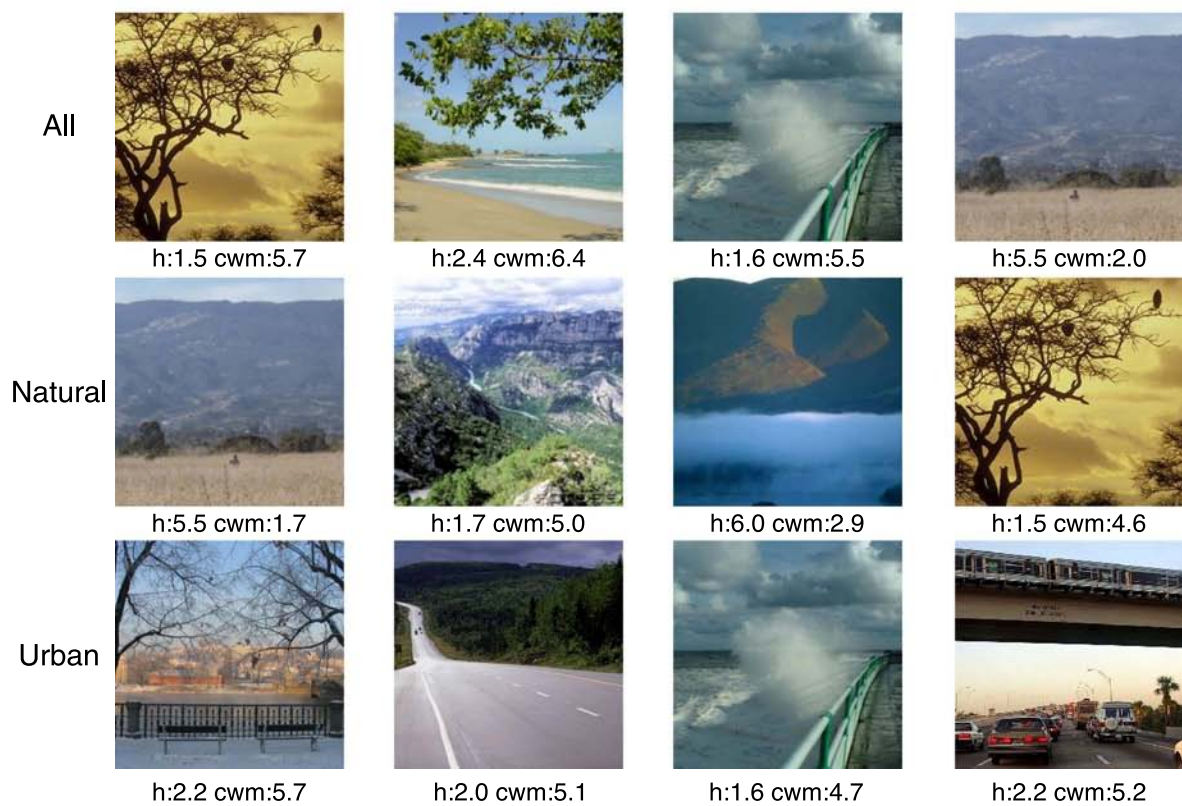 All
h:1.5 cwm:5.7
h:2.4 cwm:6.4
h:1.6 cwm:5.5
h:5.5 cwm:2.0
Natural
h:5.5 cwm:1.7
h:1.7 cwm:5.0
h:6.0 cwm:2.9
h:1.5 cwm:4.6
Urban
h:2.2 cwm:5.7
h:2.0 cwm:5.1
h:1.6 cwm:4.7
h:2.2 cwm:5.2